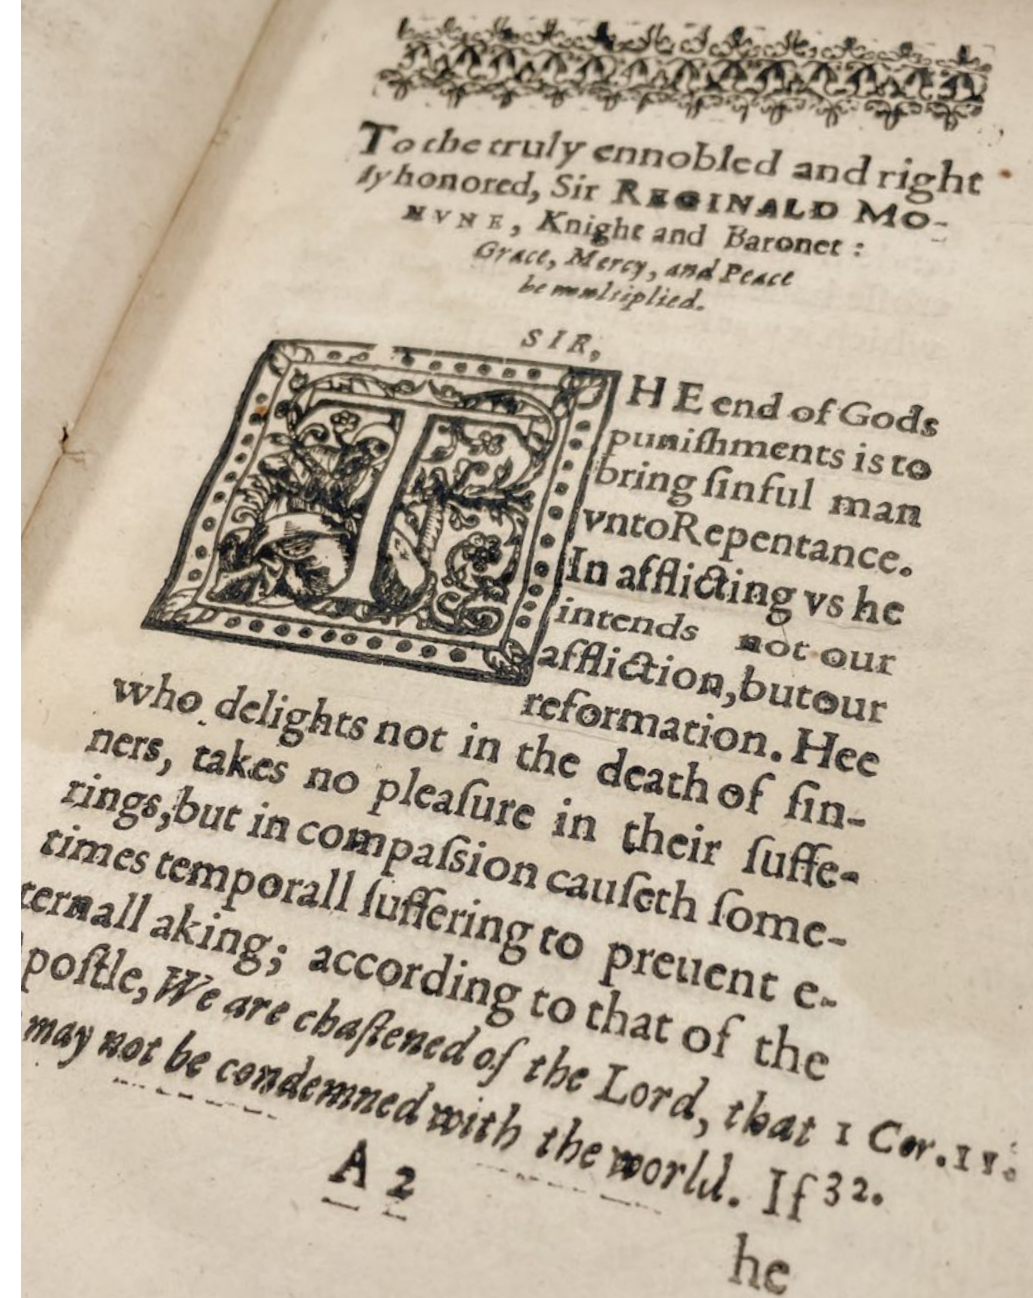 To the truly ennobled and right
ly honored, Sir REGINALD MO-
HVNE, Knight and Baronet:
Grace, Mercy, and Peace
be multiplied.
SIR,
THE end of Gods
puniſhments is to
bring ſinful man
vnto Repentance.
In afflicting vs he
intends not our
affliction, but our
reformation. Hee
who delights not in the death of ſin-
ners, takes no pleaſure in their ſuffe-
rings, but in compaſsion cauſeth ſome-
times temporall ſuffering to preuent e-
ternall aking; according to that of the
poſtle, We are chaſtened of the Lord, that 1 Cor. 11.
may not be condemned with the world. If 32.
A 2
he